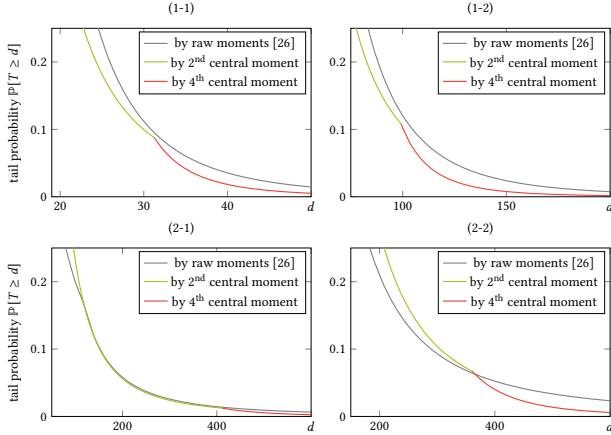 (1-1)
tail probability ℙ[T ≥ d]
0.2
0.1
0
20
30
40
d
by raw moments [26]
by 2nd central moment
by 4th central moment
(1-2)
0.2
0.1
0
100
150
d
by raw moments [26]
by 2nd central moment
by 4th central moment
(2-1)
tail probability ℙ[T ≥ d]
0.2
0.1
0
200
400
d
by raw moments [26]
by 2nd central moment
by 4th central moment
(2-2)
0.2
0.1
0
200
400
d
by raw moments [26]
by 2nd central moment
by 4th central moment